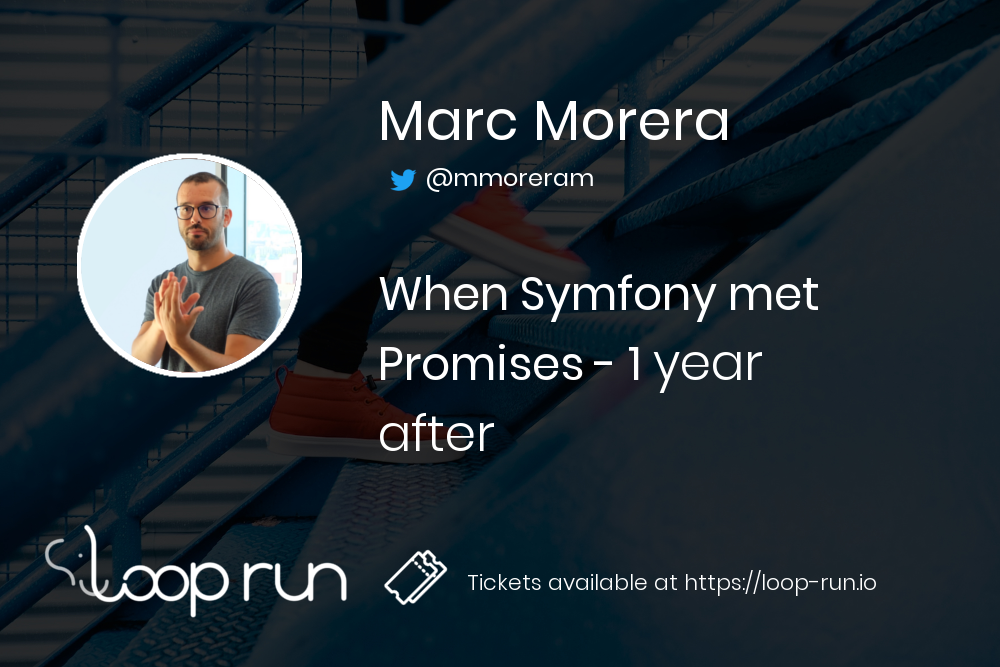 Marc Morera
@mmoreram
When Symfony met
Promises - 1 year
after
loop run
Tickets available at https://loop-run.io